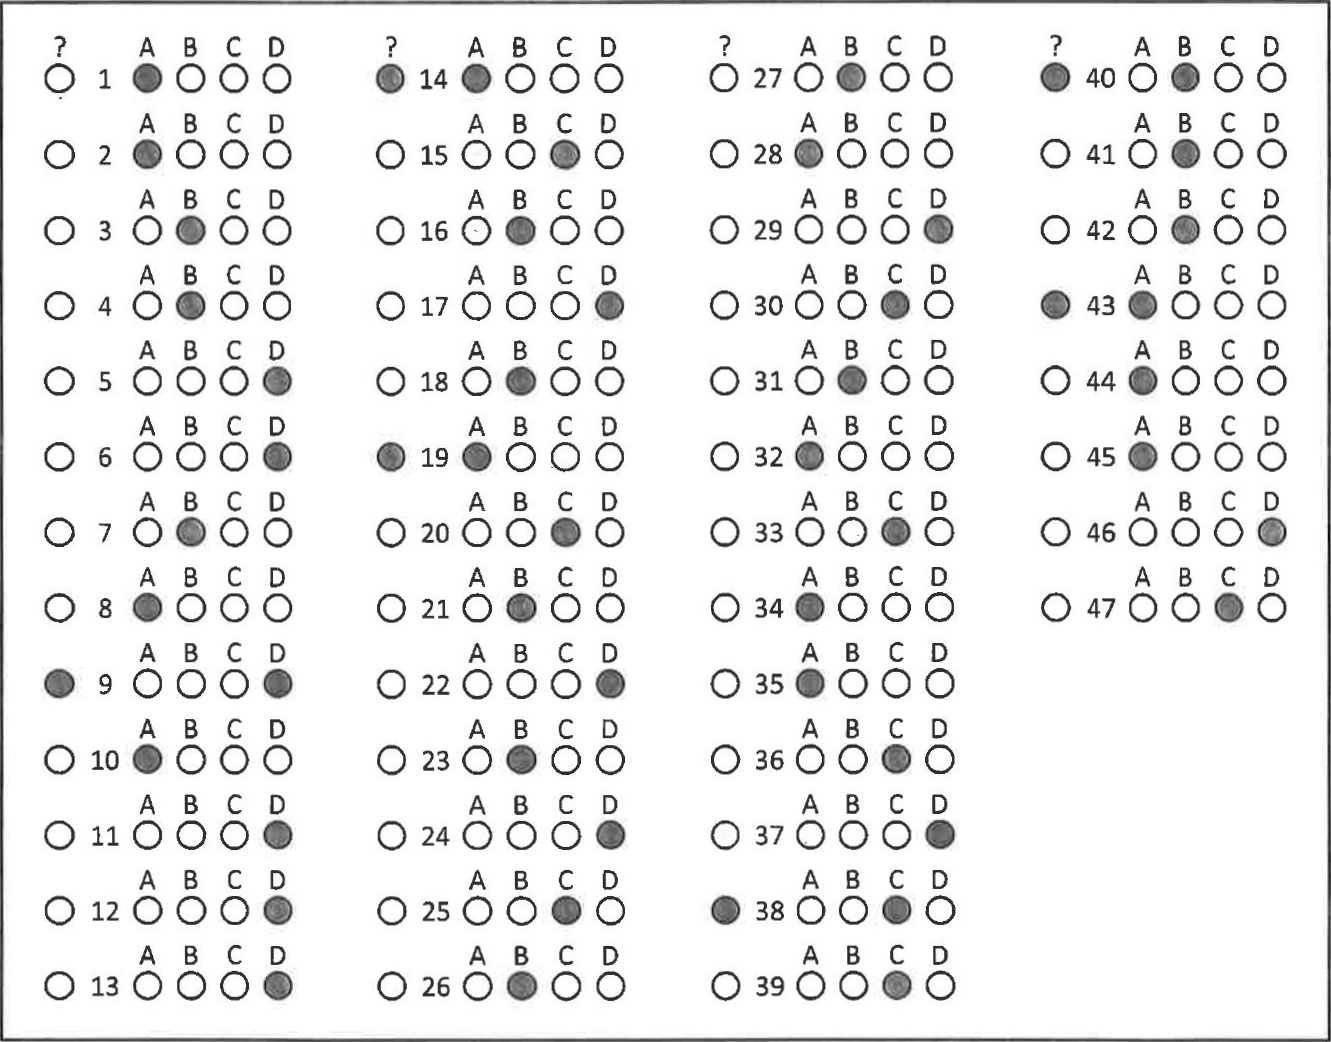 ? A B C D
1
A B C D
2
A B C D
3
A B C D
4
A B C D
5
A B C D
6
A B C D
7
A B C D
8
A B C D
9
A B C D
10
A B C D
11
A B C D
12
A B C D
13
? A B C D
14
A B C D
15
A B C D
16
A B C D
17
A B C D
18
A B C D
19
A B C D
20
A B C D
21
A B C D
22
A B C D
23
A B C D
24
A B C D
25
A B C D
26
? A B C D
27
A B C D
28
A B C D
29
A B C D
30
A B C D
31
A B C D
32
A B C D
33
A B C D
34
A B C D
35
A B C D
36
A B C D
37
A B C D
38
A B C D
39
? A B C D
40
A B C D
41
A B C D
42
A B C D
43
A B C D
44
A B C D
45
A B C D
46
A B C D
47